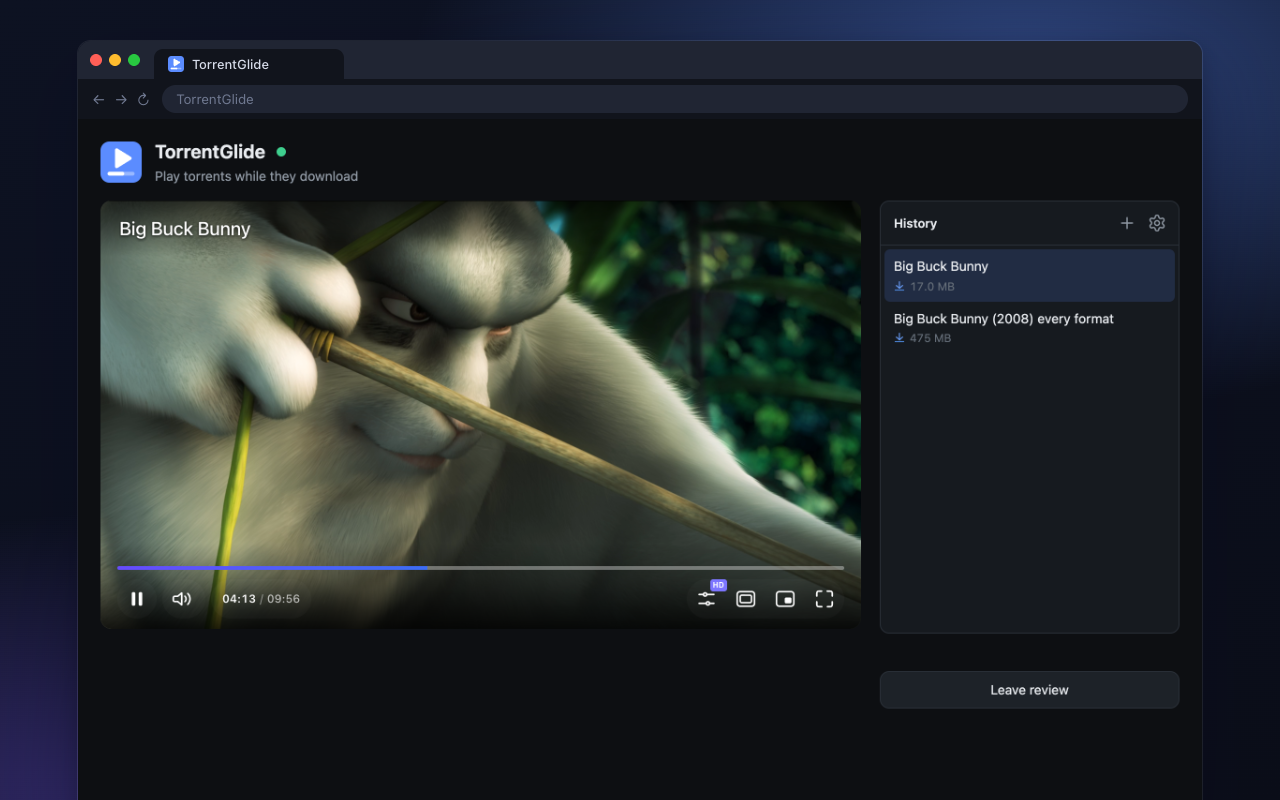 TorrentGlide
TorrentGlide
TorrentGlide
Play torrents while they download
Big Buck Bunny
HD
04:13 / 09:56
History
Big Buck Bunny
17.0 MB
Big Buck Bunny (2008) every format
475 MB
Leave review